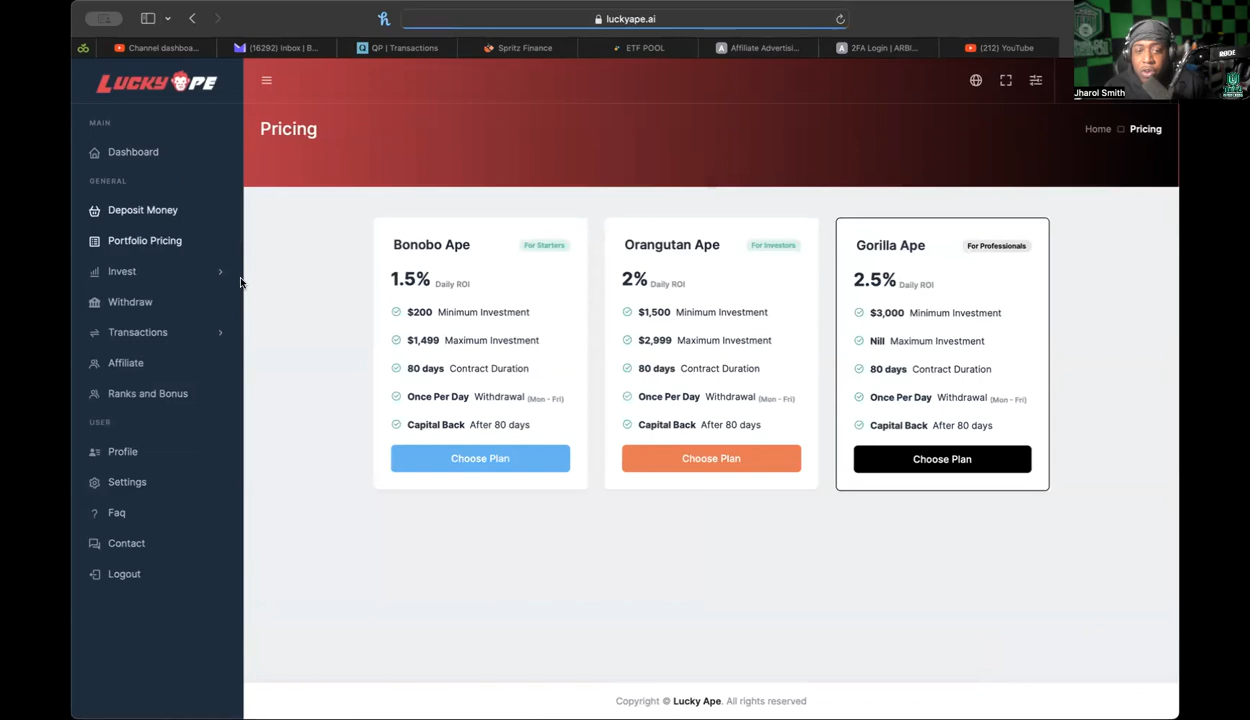 luckyape.ai
Channel dashboa...
(16292) Inbox | B...
QP | Transactions
Spritz Finance
ETF POOL
Affiliate Advertisi...
2FA Login | ARBI...
(212) YouTube
RODE
Jharol Smith
LUCKY APE
MAIN
Dashboard
GENERAL
Deposit Money
Portfolio Pricing
Invest
Withdraw
Transactions
Affiliate
Ranks and Bonus
USER
Profile
Settings
Faq
Contact
Logout
Pricing
Home Pricing
Bonobo Ape For Starters
1.5% Daily ROI
$200 Minimum Investment
$1,499 Maximum Investment
80 days Contract Duration
Once Per Day Withdrawal (Mon - Fri)
Capital Back After 80 days
Choose Plan
Orangutan Ape For Investors
2% Daily ROI
$1,500 Minimum Investment
$2,999 Maximum Investment
80 days Contract Duration
Once Per Day Withdrawal (Mon - Fri)
Capital Back After 80 days
Choose Plan
Gorilla Ape For Professionals
2.5% Daily ROI
$3,000 Minimum Investment
Nill Maximum Investment
80 days Contract Duration
Once Per Day Withdrawal (Mon - Fri)
Capital Back After 80 days
Choose Plan
Copyright © Lucky Ape. All rights reserved